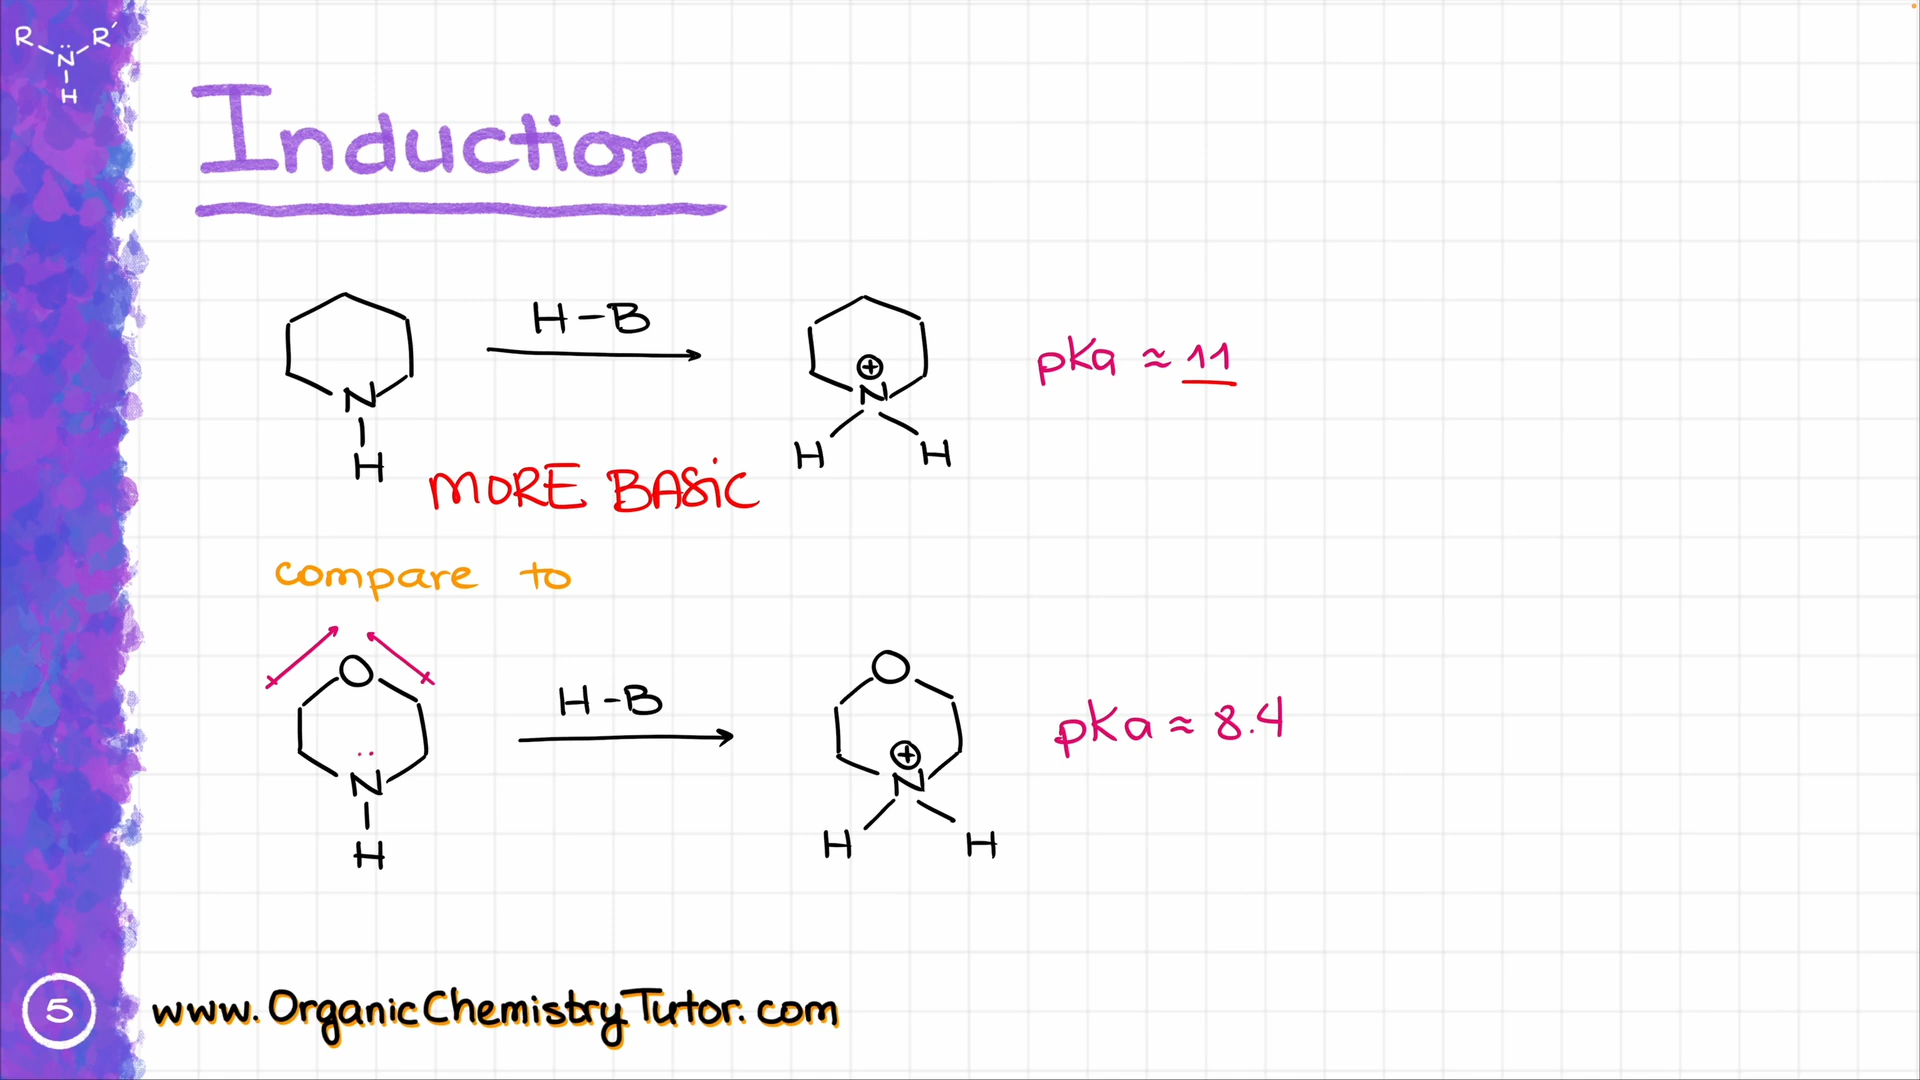 R N R′
H
Induction
H-B
N
H
⊕
N
H H
pKa ≈ 11
MORE BASIC
compare to
O
N
H
H-B
O
⊕
N
H H
pKa ≈ 8.4
5
www.OrganicChemistryTutor.com